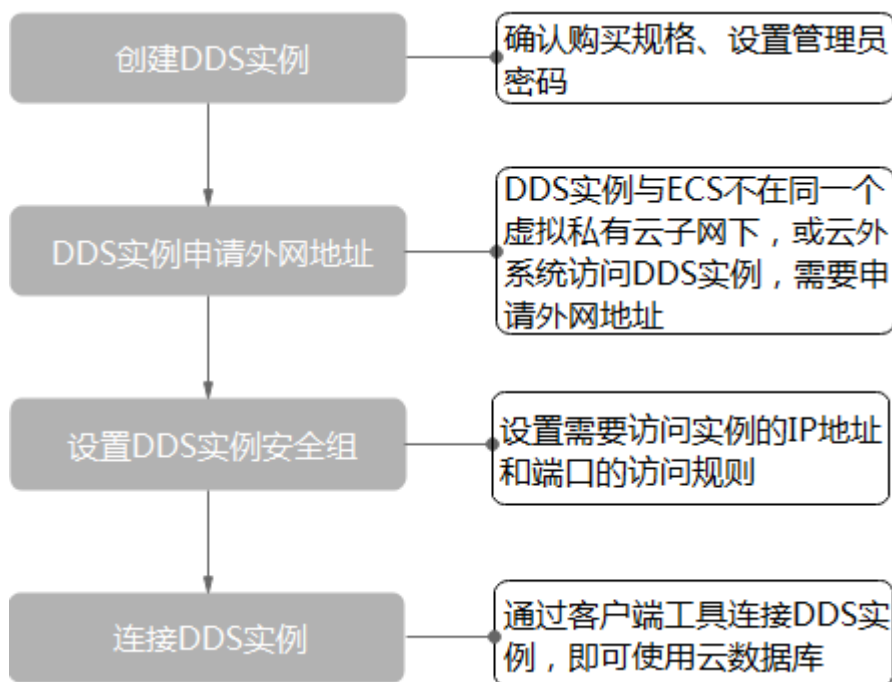 创建DDS实例
确认购买规格、设置管理员
密码
DDS实例申请外网地址
DDS实例与ECS不在同一个
虚拟私有云子网下，或云外
系统访问DDS实例，需要申
请外网地址
设置DDS实例安全组
设置需要访问实例的IP地址
和端口的访问规则
连接DDS实例
通过客户端工具连接DDS实
例，即可使用云数据库